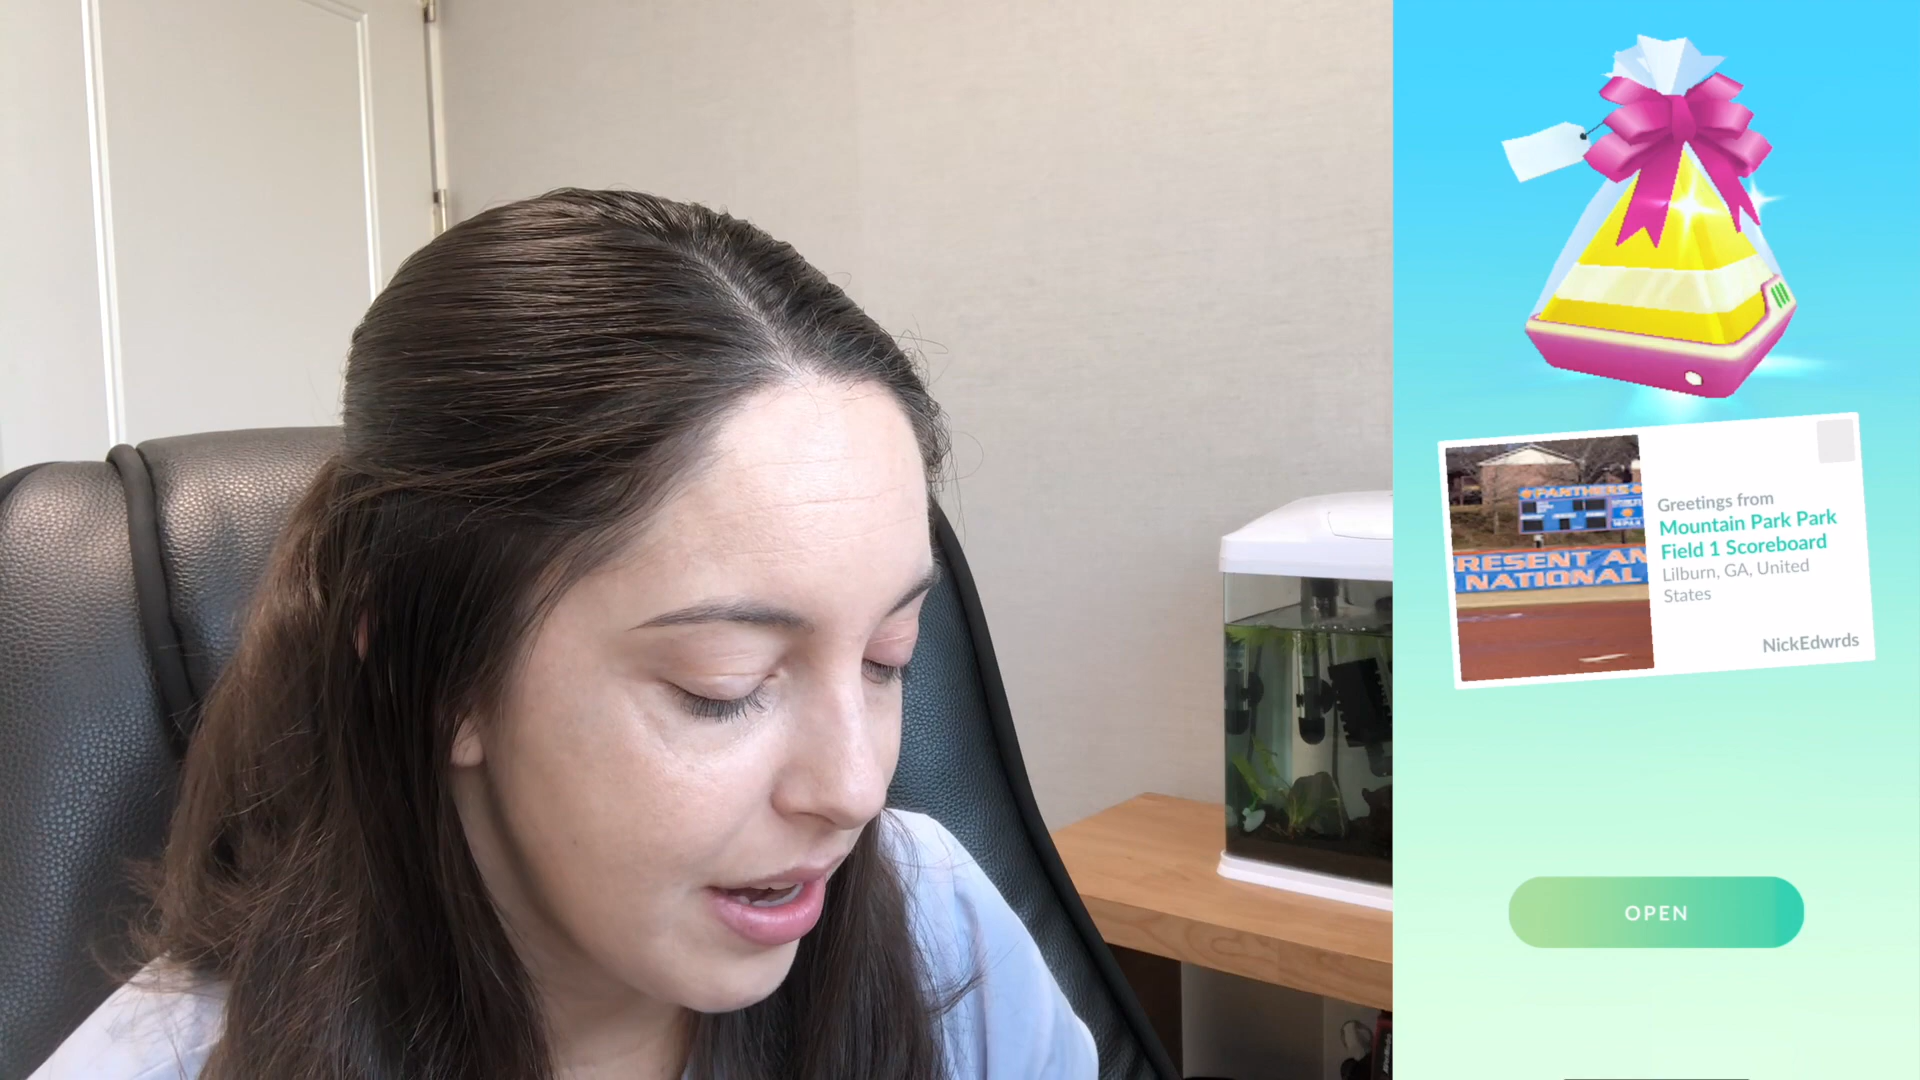 PANTHERS
RESENT AN
NATIONAL
Greetings from
Mountain Park Park
Field 1 Scoreboard
Lilburn, GA, United
States
NickEdwrds
OPEN